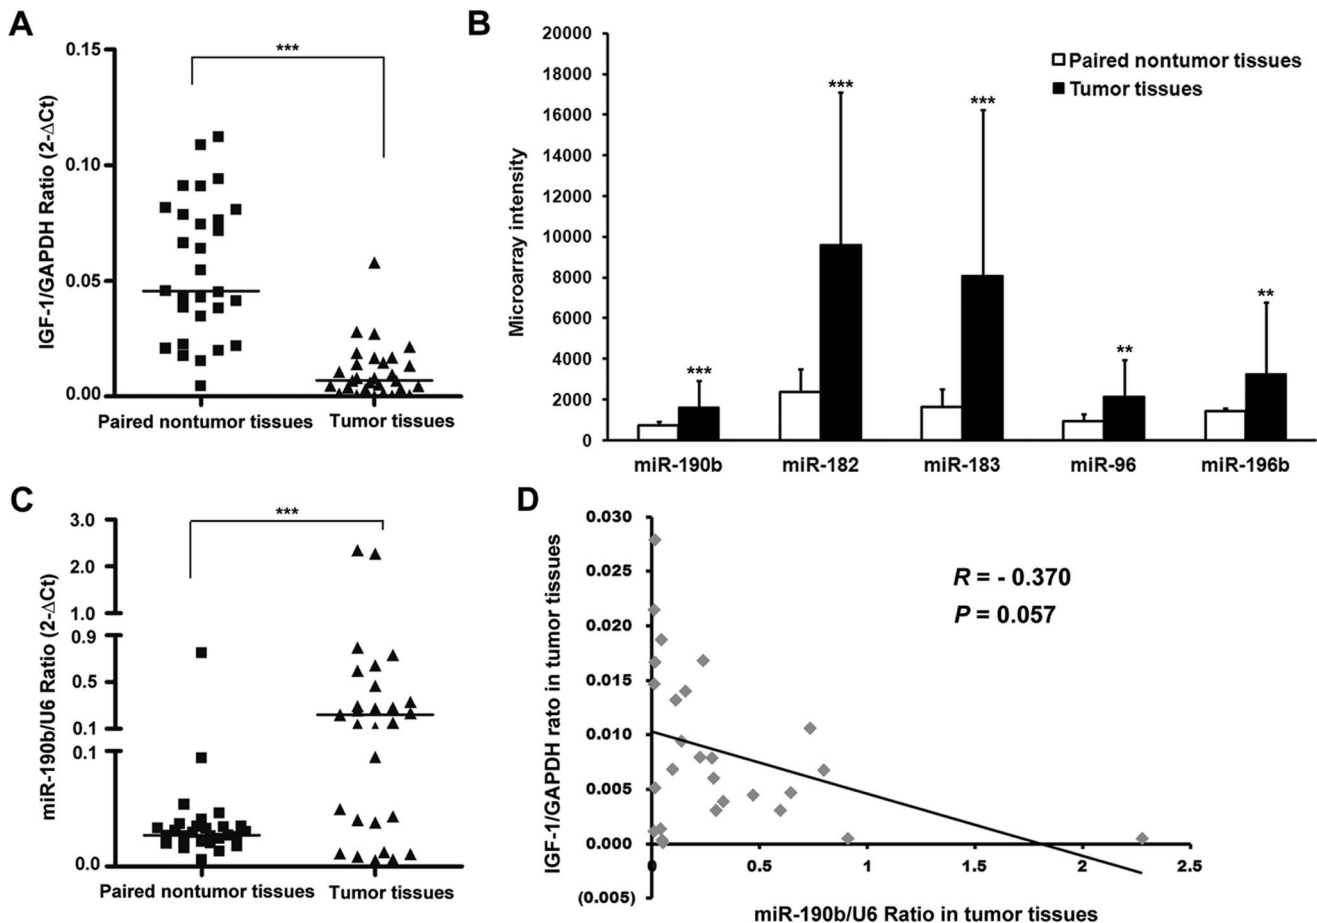 A
IGF-1/GAPDH Ratio (2-ΔCt)
0.15
0.10
0.05
0.00
***
Paired nontumor tissues
Tumor tissues
B
Microarray intensity
20000
18000
16000
14000
12000
10000
8000
6000
4000
2000
0
Paired nontumor tissues
Tumor tissues
***
***
***
**
**
miR-190b
miR-182
miR-183
miR-96
miR-196b
C
miR-190b/U6 Ratio (2-ΔCt)
3.0
2.0
1.0
0.9
0.5
0.1
0.1
0.0
***
Paired nontumor tissues
Tumor tissues
D
IGF-1/GAPDH rato in tumor tissues
0.030
0.025
0.020
0.015
0.010
0.005
0.000
(0.005)
R = - 0.370
P = 0.057
0
0.5
1
1.5
2
2.5
miR-190b/U6 Ratio in tumor tissues